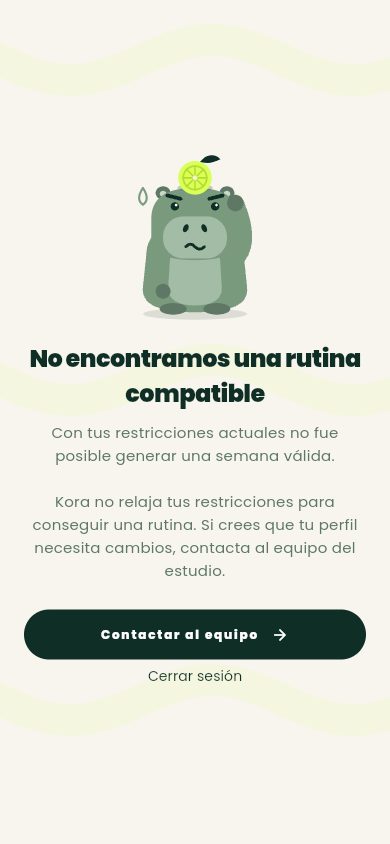 No encontramos una rutina
compatible
Con tus restricciones actuales no fue
posible generar una semana válida.
Kora no relaja tus restricciones para
conseguir una rutina. Si crees que tu perfil
necesita cambios, contacta al equipo del
estudio.
Contactar al equipo →
Cerrar sesión